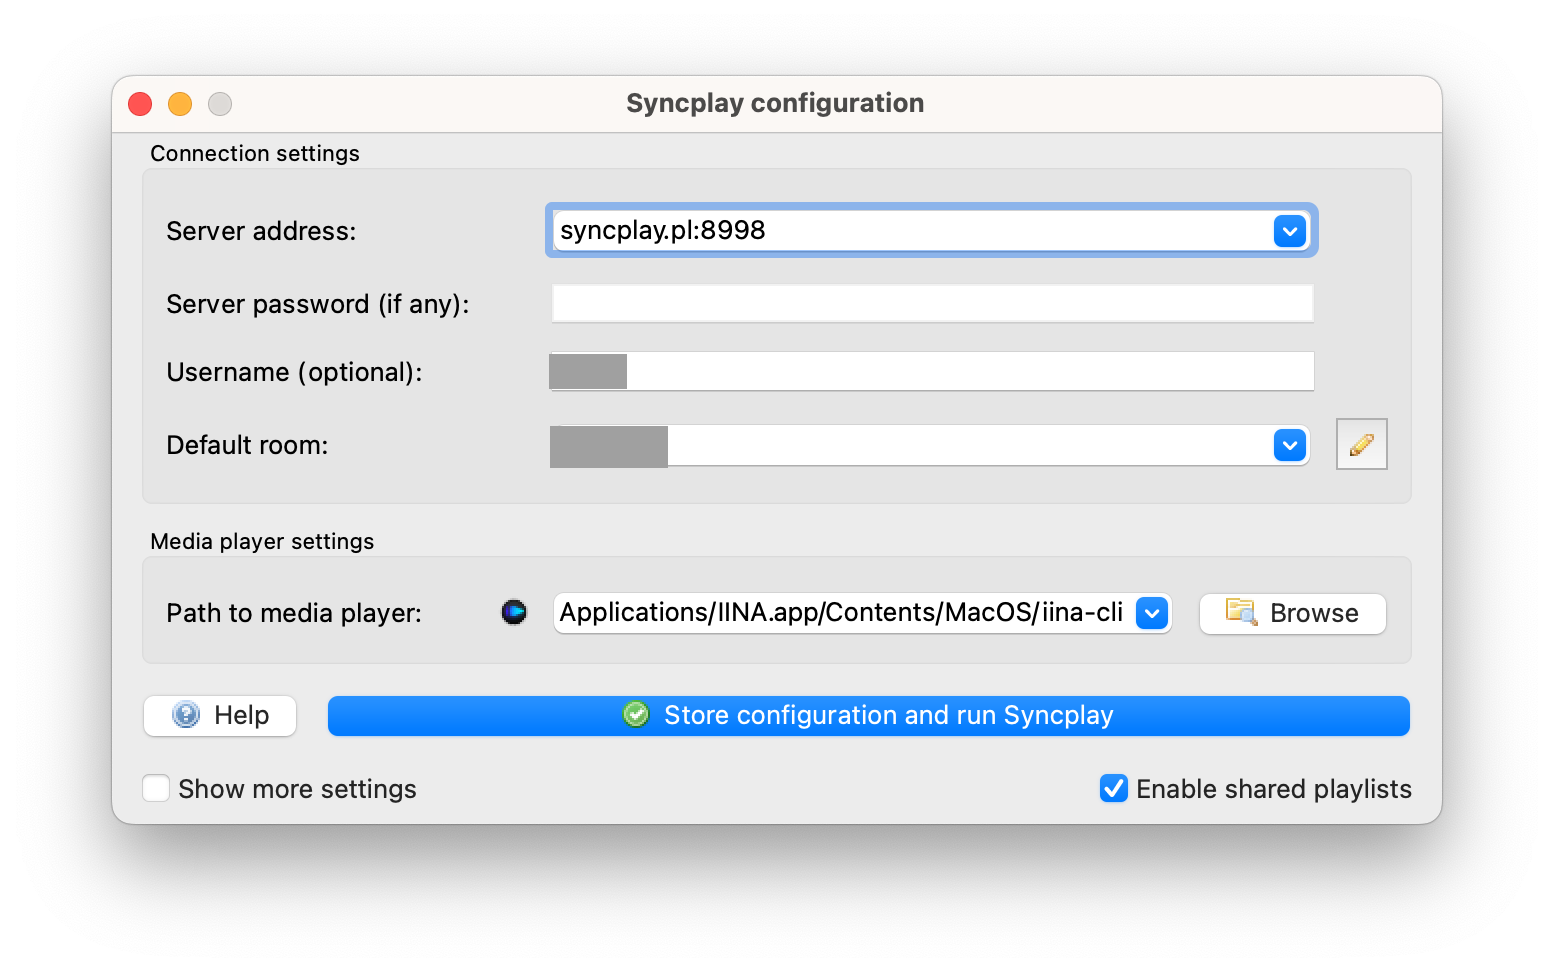 Syncplay configuration
Connection settings
Server address:
syncplay.pl:8998
Server password (if any):
Username (optional):
Default room:
Media player settings
Path to media player:
Applications/IINA.app/Contents/MacOS/iina-cli
Browse
Help
Store configuration and run Syncplay
Show more settings
Enable shared playlists